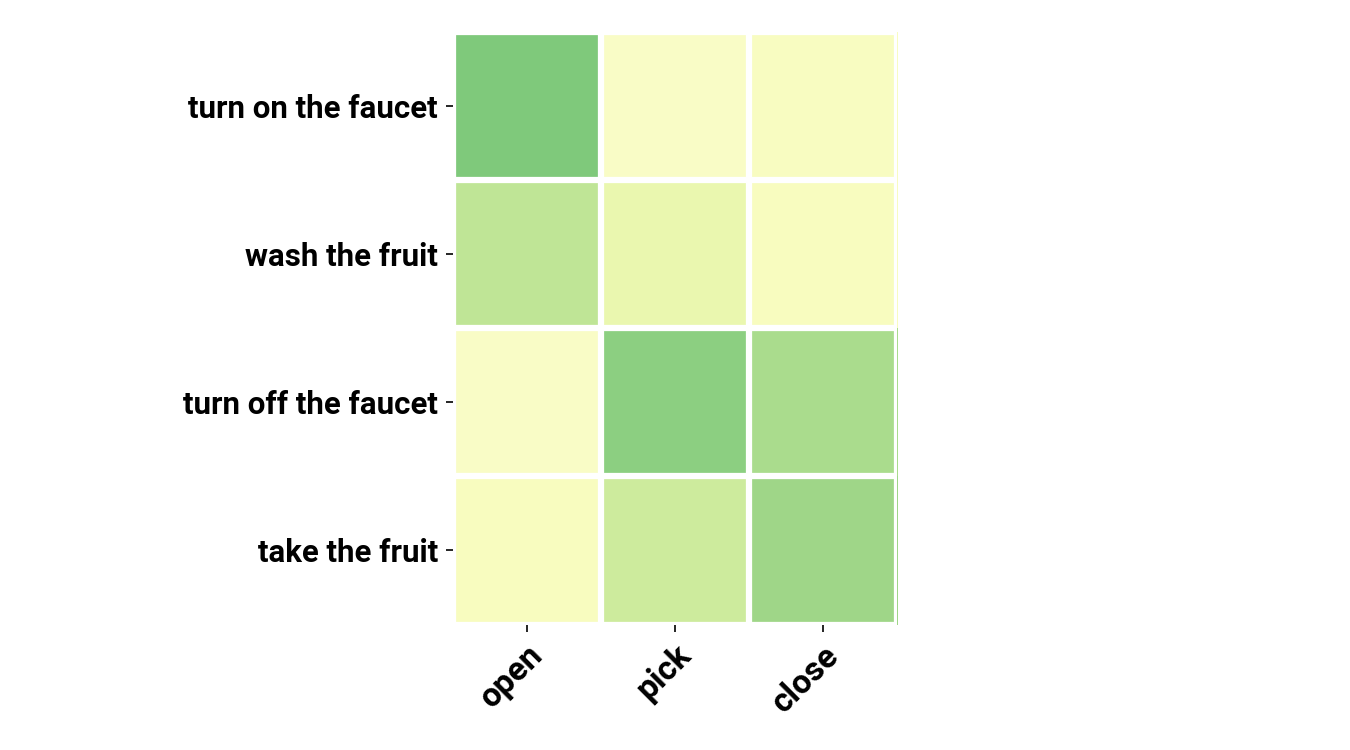 turn on the faucet
wash the fruit
turn off the faucet
take the fruit
open
pick
close